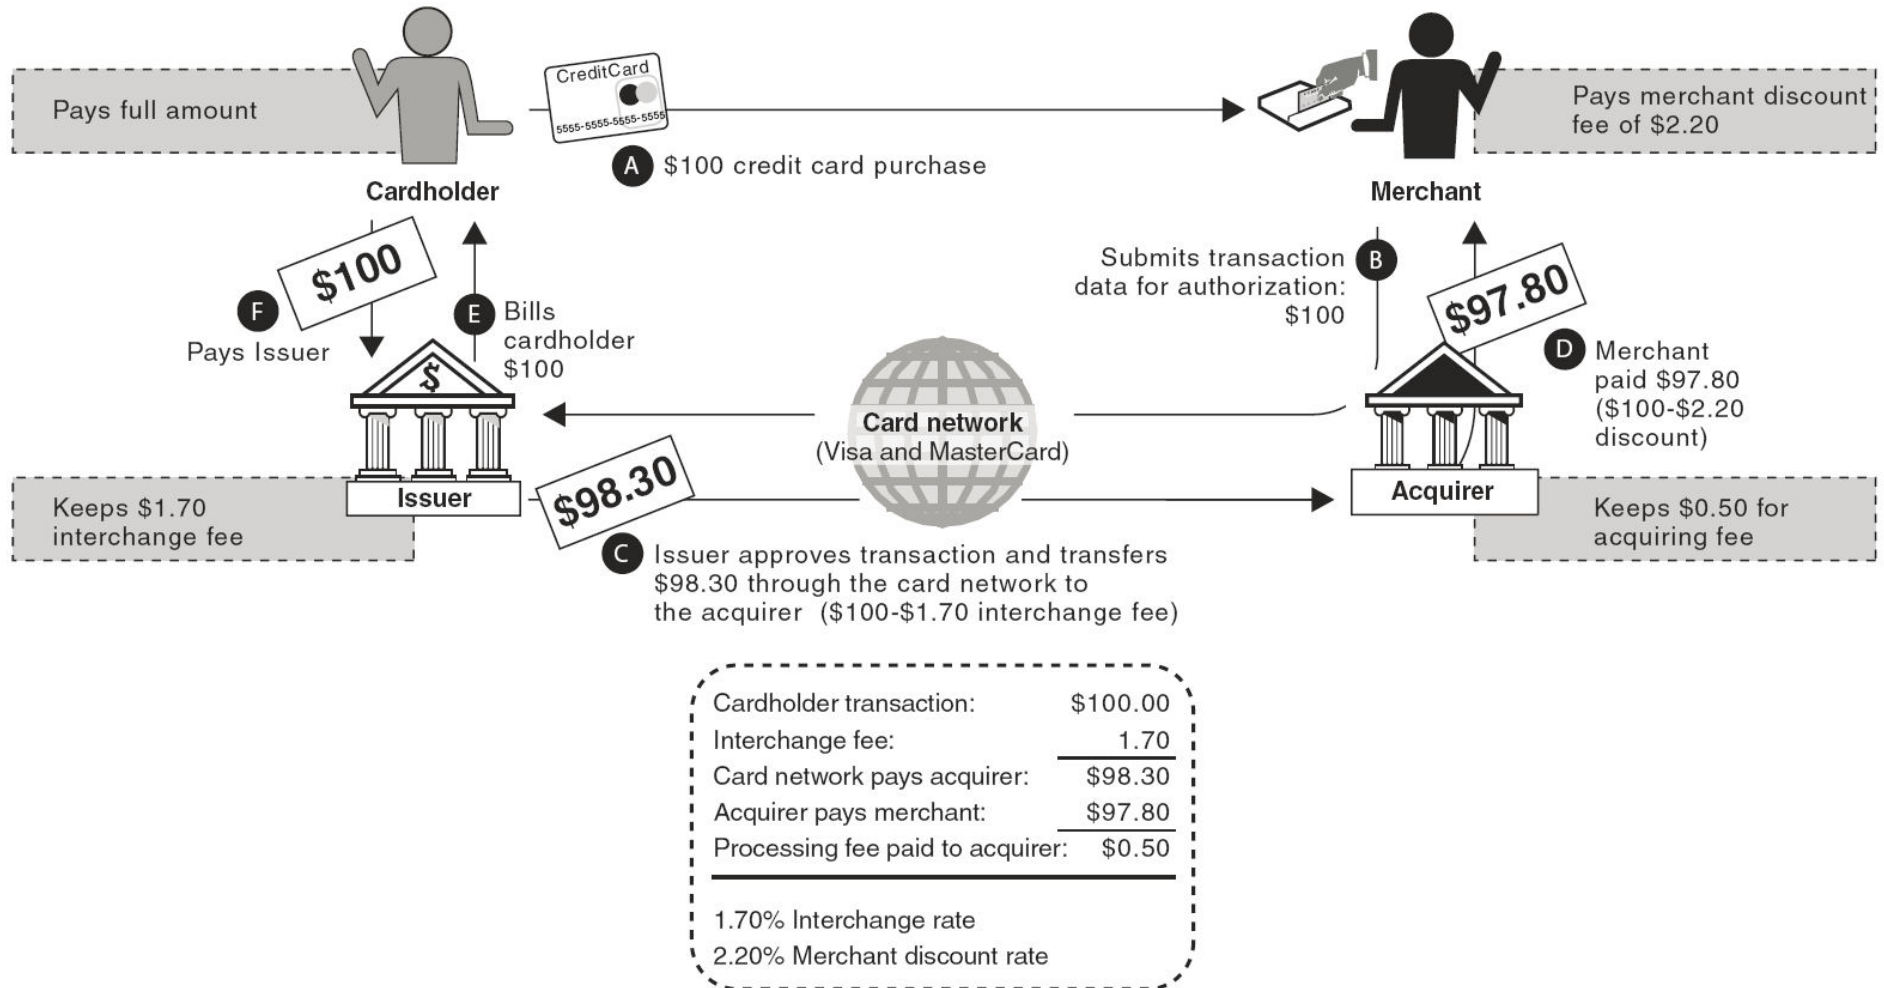 CreditCard
5555-5555-5555-5555
Pays full amount
Pays merchant discount
fee of $2.20
A $100 credit card purchase
Cardholder
Merchant
$100
F
Pays Issuer
E Bills
cardholder
$100
Submits transaction B
data for authorization:
$100
$97.80
D Merchant
paid $97.80
($100-$2.20
discount)
$
Card network
(Visa and MasterCard)
Keeps $1.70
interchange fee
Issuer
$98.30
Acquirer
Keeps $0.50 for
acquiring fee
C Issuer approves transaction and transfers
$98.30 through the card network to
the acquirer ($100-$1.70 interchange fee)
Cardholder transaction: $100.00
Interchange fee: 1.70
Card network pays acquirer: $98.30
Acquirer pays merchant: $97.80
Processing fee paid to acquirer: $0.50
1.70% Interchange rate
2.20% Merchant discount rate